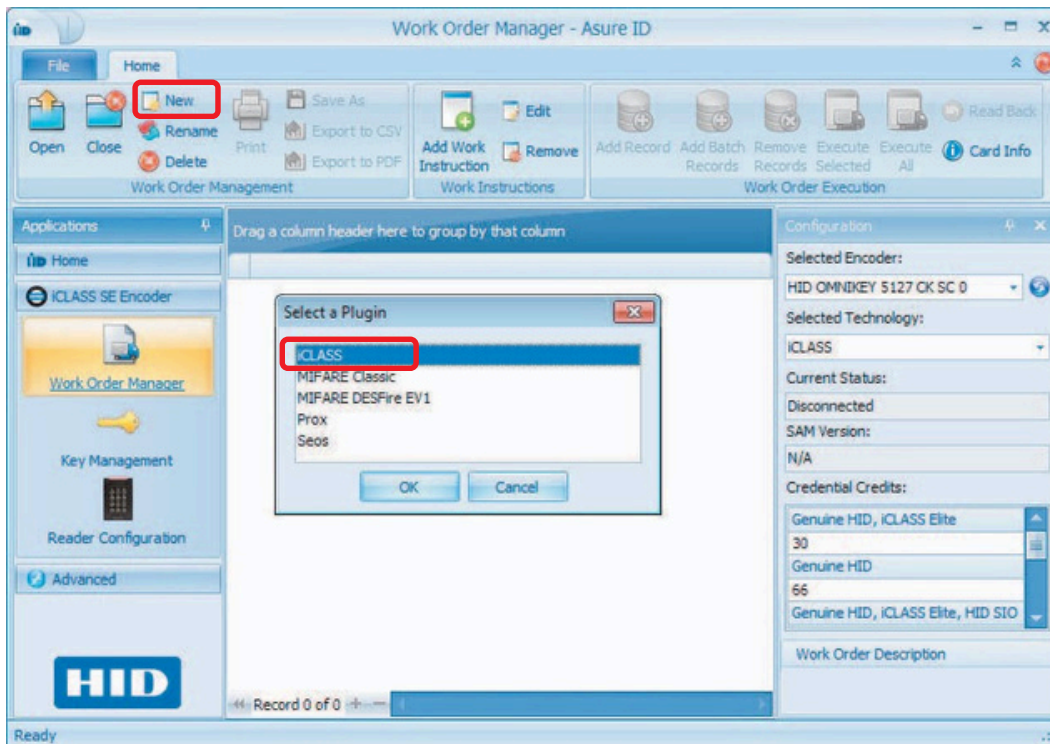 Work Order Manager - Asure ID
File
Home
Open
Close
New
Rename
Delete
Print
Save As
Export to CSV
Export to PDF
Work Order Management
Add Work
Instruction
Edit
Remove
Work Instructions
Add Record
Add Batch
Records
Remove
Records
Execute
Selected
Execute
All
Read Back
Card Info
Work Order Execution
Applications
Home
iCLASS SE Encoder
Work Order Manager
Key Management
Reader Configuration
Advanced
HID
Drag a column header here to group by that column
Select a Plugin
iCLASS
MIFARE Classic
MIFARE DESFire EV1
Prox
Seos
OK
Cancel
Record 0 of 0
Configuration
Selected Encoder:
HID OMNIKEY 5127 CK SC 0
Selected Technology:
iCLASS
Current Status:
Disconnected
SAM Version:
N/A
Credential Credits:
Genuine HID, iCLASS Elite
30
Genuine HID
66
Genuine HID, iCLASS Elite, HID SIO
Work Order Description
Ready